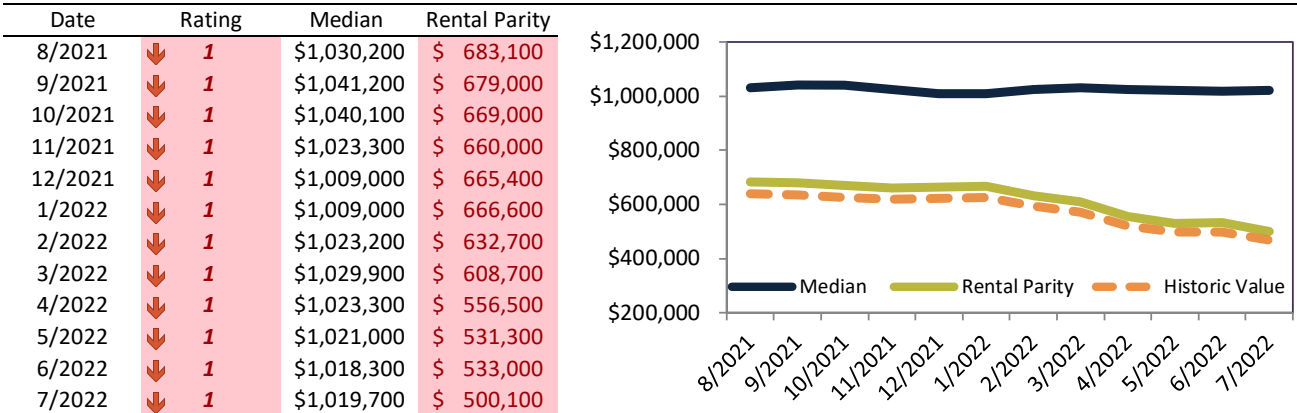 Date Rating Median Rental Parity
8/2021 1 $1,030,200 $ 683,100
9/2021 1 $1,041,200 $ 679,000
10/2021 1 $1,040,100 $ 669,000
11/2021 1 $1,023,300 $ 660,000
12/2021 1 $1,009,000 $ 665,400
1/2022 1 $1,009,000 $ 666,600
2/2022 1 $1,023,200 $ 632,700
3/2022 1 $1,029,900 $ 608,700
4/2022 1 $1,023,300 $ 556,500
5/2022 1 $1,021,000 $ 531,300
6/2022 1 $1,018,300 $ 533,000
7/2022 1 $1,019,700 $ 500,100
$1,200,000
$1,000,000
$800,000
$600,000
$400,000
$200,000
Median Rental Parity Historic Value
8/2021 9/2021 10/2021 11/2021 12/2021 1/2022 2/2022 3/2022 4/2022 5/2022 6/2022 7/2022